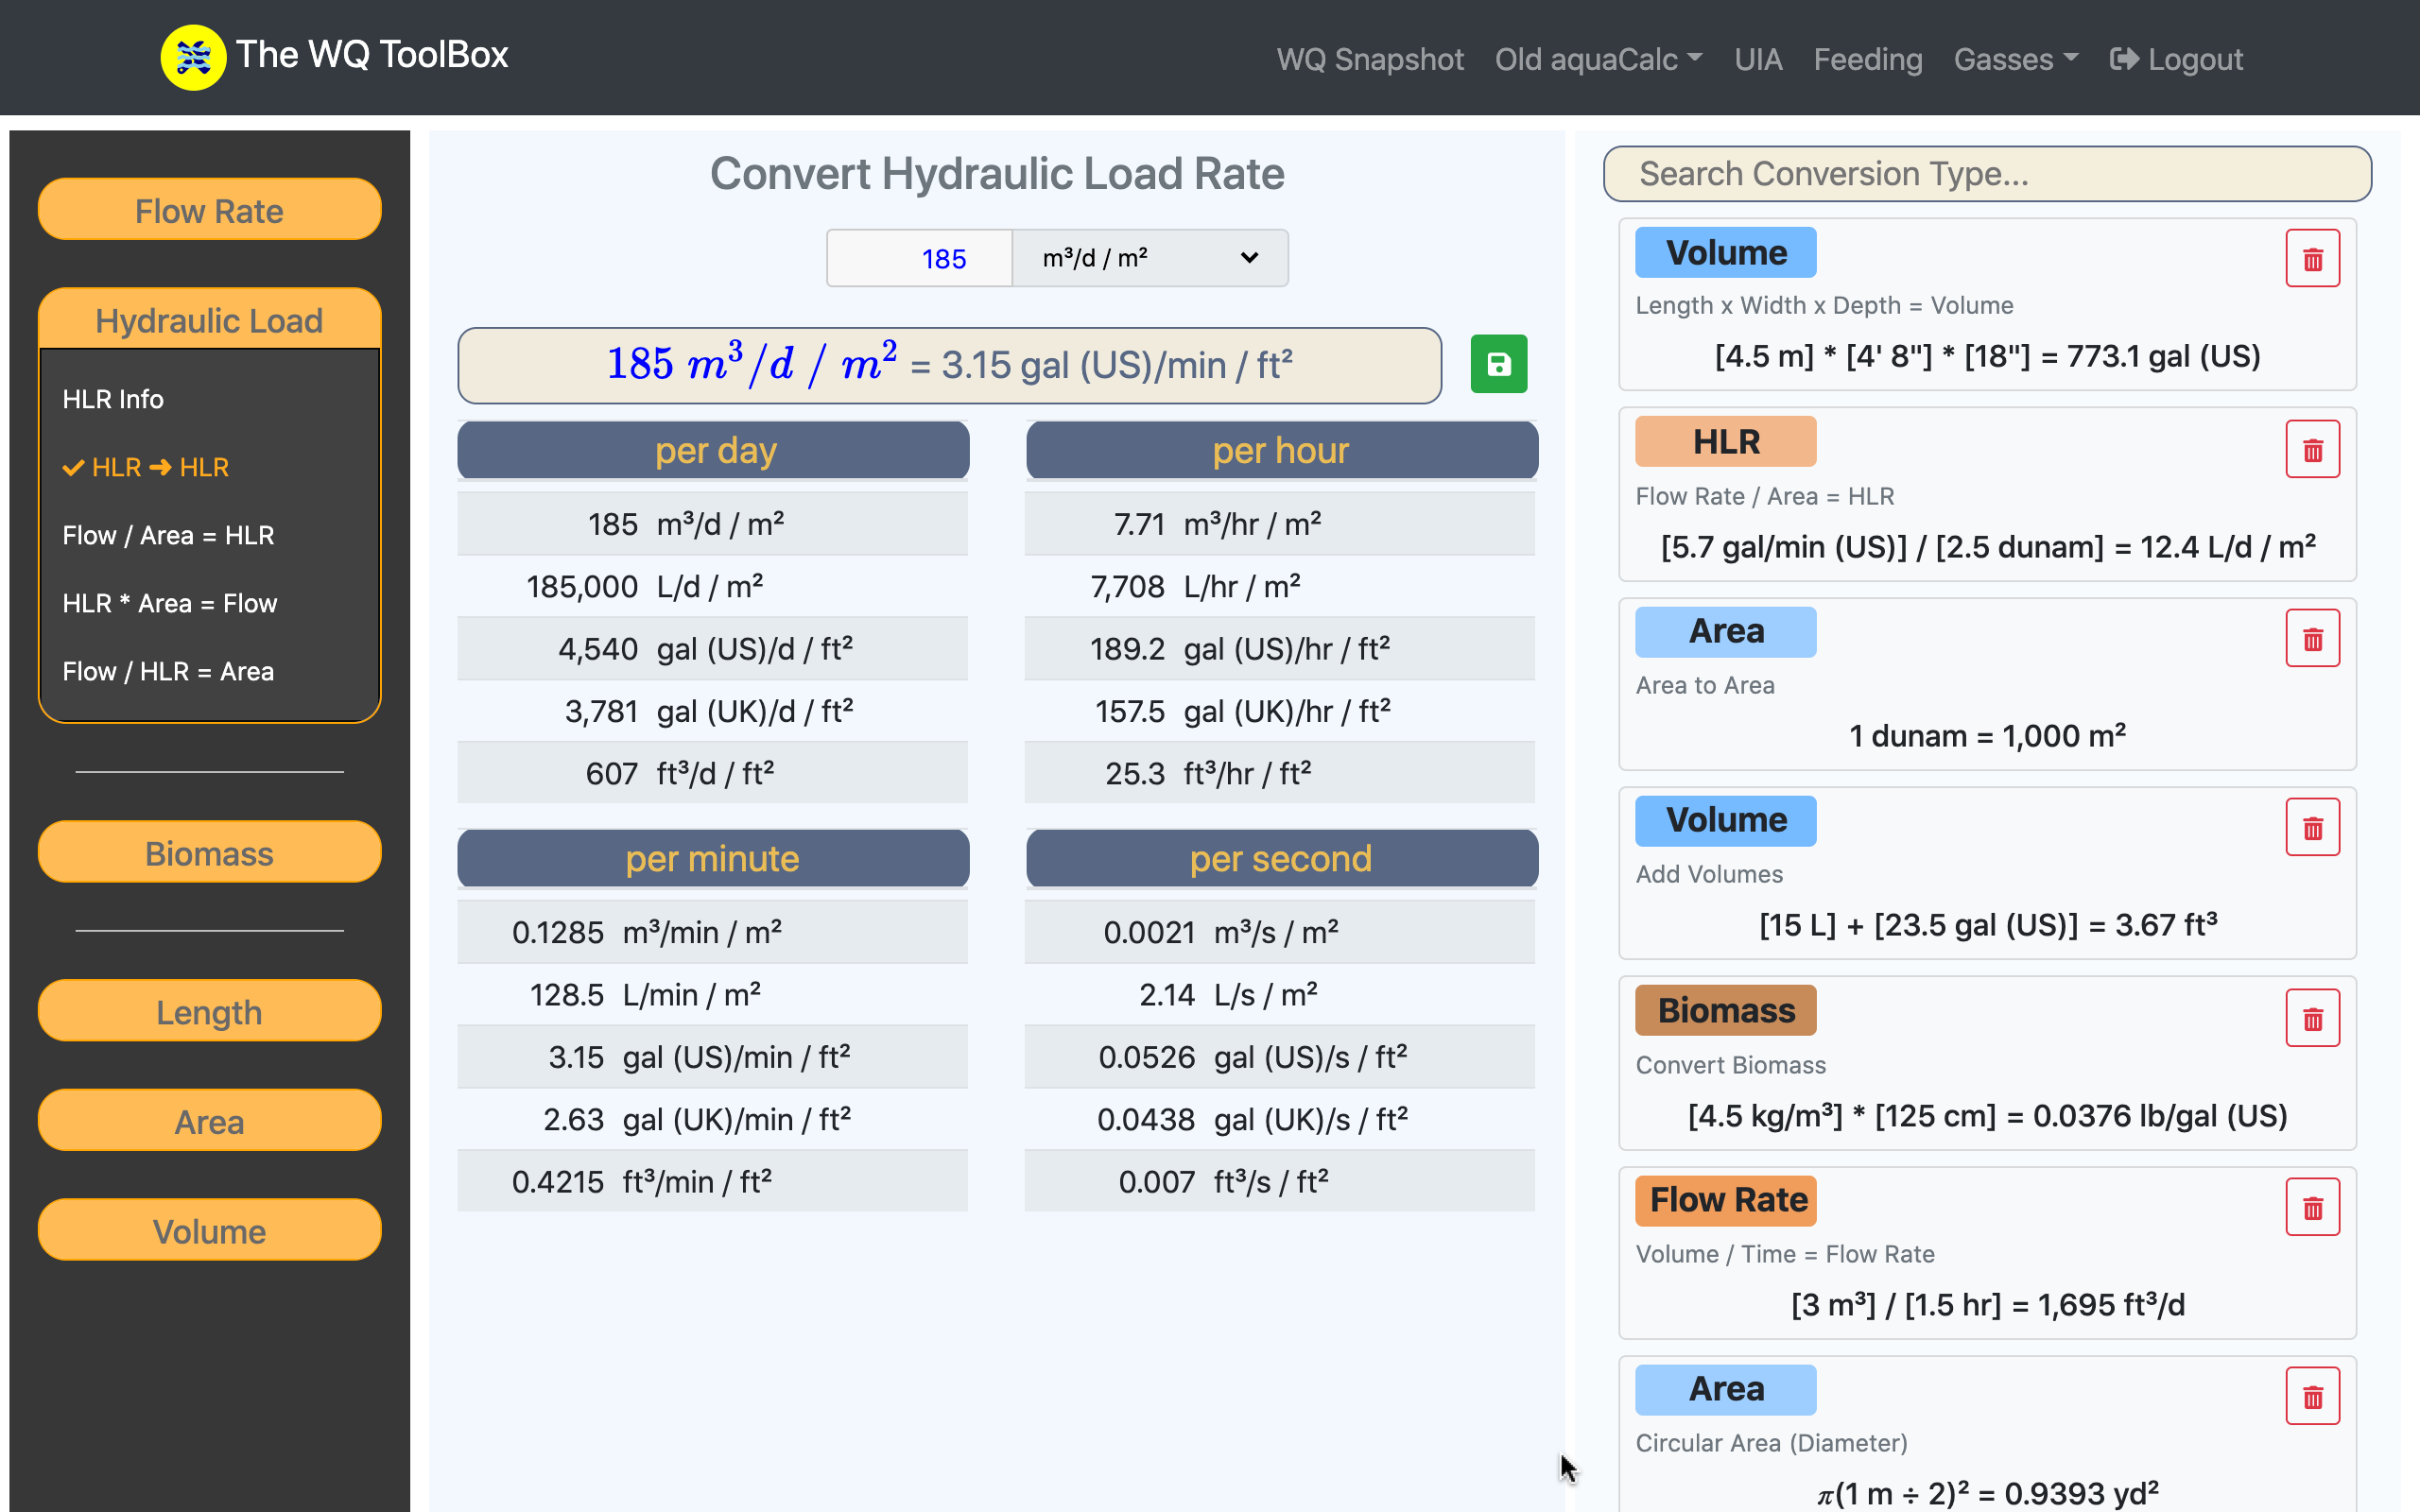 The WQ ToolBox
WQ Snapshot Old aquaCalc UIA Feeding Gasses Logout
Flow Rate
Hydraulic Load
HLR Info
HLR ➜ HLR
Flow / Area = HLR
HLR * Area = Flow
Flow / HLR = Area
Biomass
Length
Area
Volume
Convert Hydraulic Load Rate
185 m³/d / m²
185 m³/d / m² = 3.15 gal (US)/min / ft²
per day
185 m³/d / m²
185,000 L/d / m²
4,540 gal (US)/d / ft²
3,781 gal (UK)/d / ft²
607 ft³/d / ft²
per hour
7.71 m³/hr / m²
7,708 L/hr / m²
189.2 gal (US)/hr / ft²
157.5 gal (UK)/hr / ft²
25.3 ft³/hr / ft²
per minute
0.1285 m³/min / m²
128.5 L/min / m²
3.15 gal (US)/min / ft²
2.63 gal (UK)/min / ft²
0.4215 ft³/min / ft²
per second
0.0021 m³/s / m²
2.14 L/s / m²
0.0526 gal (US)/s / ft²
0.0438 gal (UK)/s / ft²
0.007 ft³/s / ft²
Search Conversion Type...
Volume
Length x Width x Depth = Volume
[4.5 m] * [4' 8"] * [18"] = 773.1 gal (US)
HLR
Flow Rate / Area = HLR
[5.7 gal/min (US)] / [2.5 dunam] = 12.4 L/d / m²
Area
Area to Area
1 dunam = 1,000 m²
Volume
Add Volumes
[15 L] + [23.5 gal (US)] = 3.67 ft³
Biomass
Convert Biomass
[4.5 kg/m³] * [125 cm] = 0.0376 lb/gal (US)
Flow Rate
Volume / Time = Flow Rate
[3 m³] / [1.5 hr] = 1,695 ft³/d
Area
Circular Area (Diameter)
π(1 m ÷ 2)² = 0.9393 yd²